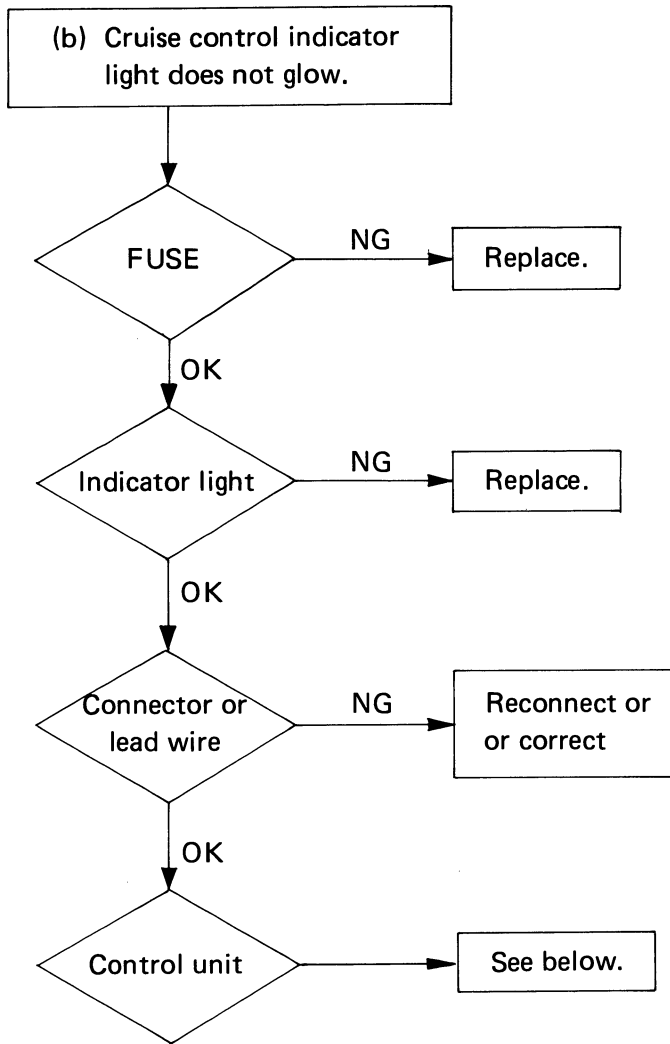 (b) Cruise control indicator
light does not glow.
FUSE
NG
Replace.
OK
Indicator light
NG
Replace.
OK
Connector or
lead wire
NG
Reconnect or
or correct
OK
Control unit
See below.